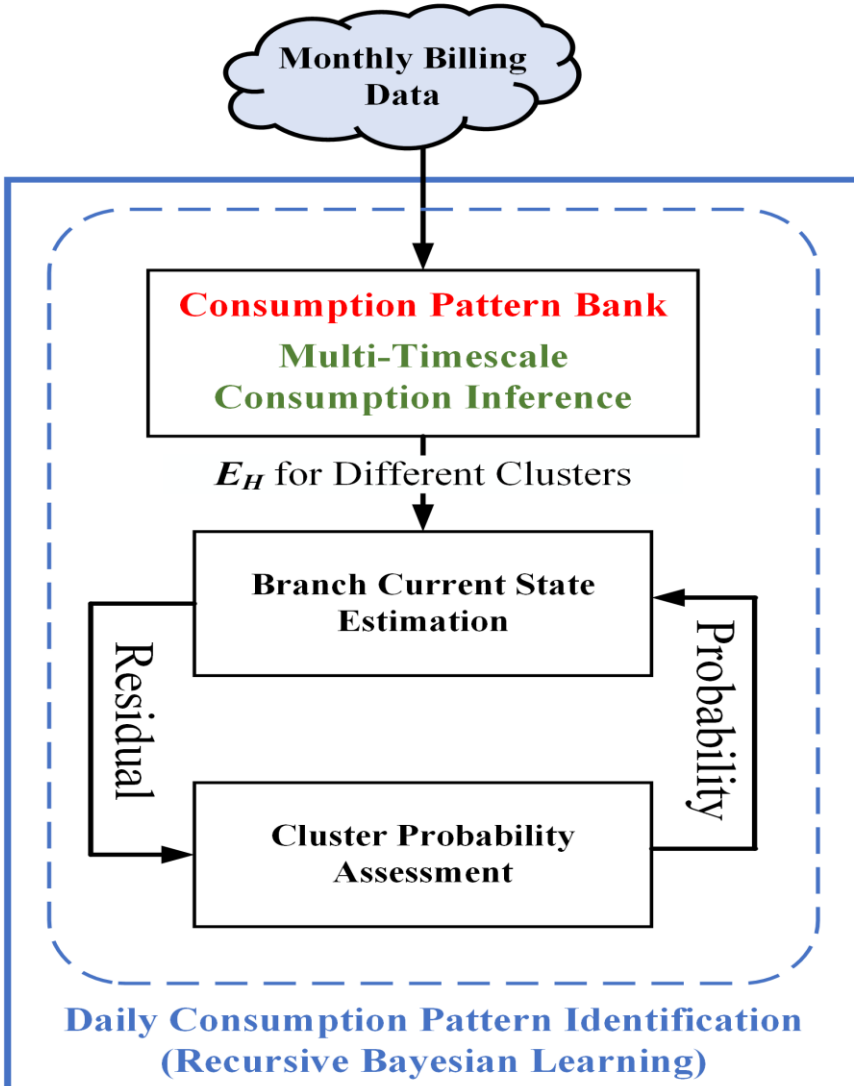 Monthly Billing
Data
Consumption Pattern Bank
Multi-Timescale
Consumption Inference
E_H for Different Clusters
Branch Current State
Estimation
Residual
Probability
Cluster Probability
Assessment
Daily Consumption Pattern Identification
(Recursive Bayesian Learning)